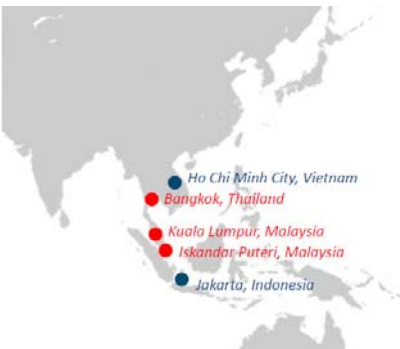 Ho Chi Minh City, Vietnam
Bangkok, Thailand
Kuala Lumpur, Malaysia
Iskandar Puteri, Malaysia
Jakarta, Indonesia